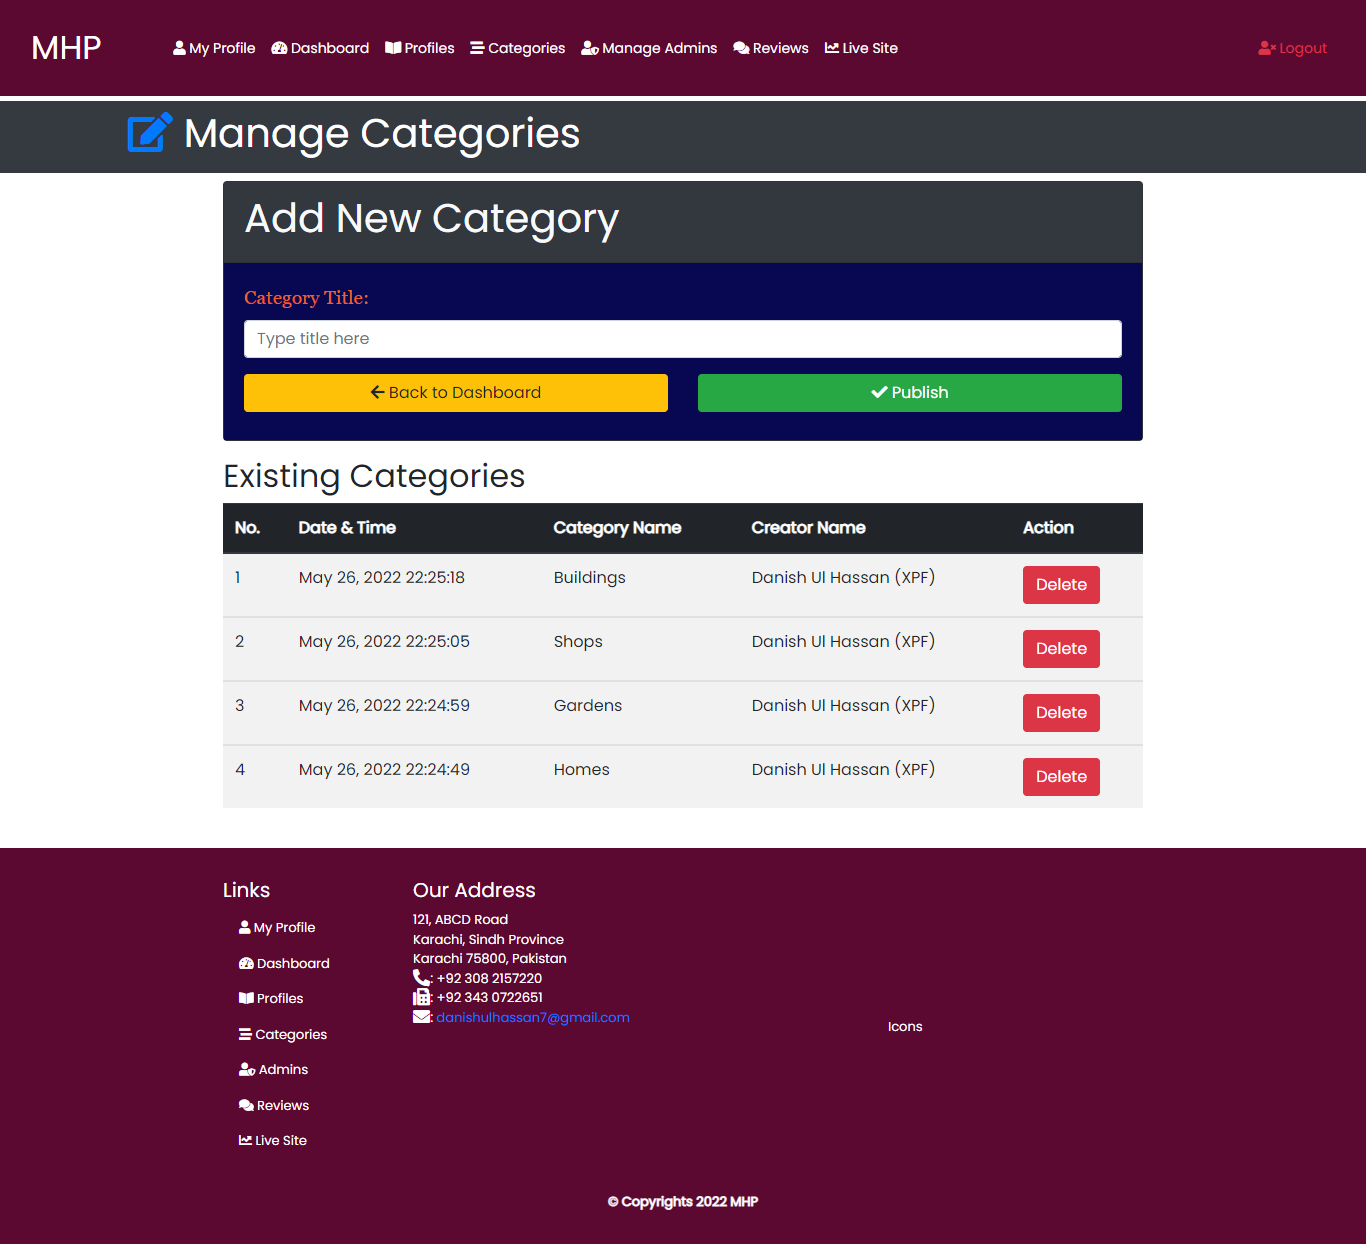 MHP My Profile Dashboard Profiles Categories Manage Admins Reviews Live Site Logout
Manage Categories
Add New Category
Category Title:
Type title here
Back to Dashboard Publish
Existing Categories
No. Date & Time Category Name Creator Name Action
1 May 26, 2022 22:25:18 Buildings Danish Ul Hassan (XPF) Delete
2 May 26, 2022 22:25:05 Shops Danish Ul Hassan (XPF) Delete
3 May 26, 2022 22:24:59 Gardens Danish Ul Hassan (XPF) Delete
4 May 26, 2022 22:24:49 Homes Danish Ul Hassan (XPF) Delete
Links
My Profile
Dashboard
Profiles
Categories
Admins
Reviews
Live Site
Our Address
121, ABCD Road
Karachi, Sindh Province
Karachi 75800, Pakistan
: +92 308 2157220
: +92 343 0722651
: danishulhassan7@gmail.com
Icons
© Copyrights 2022 MHP